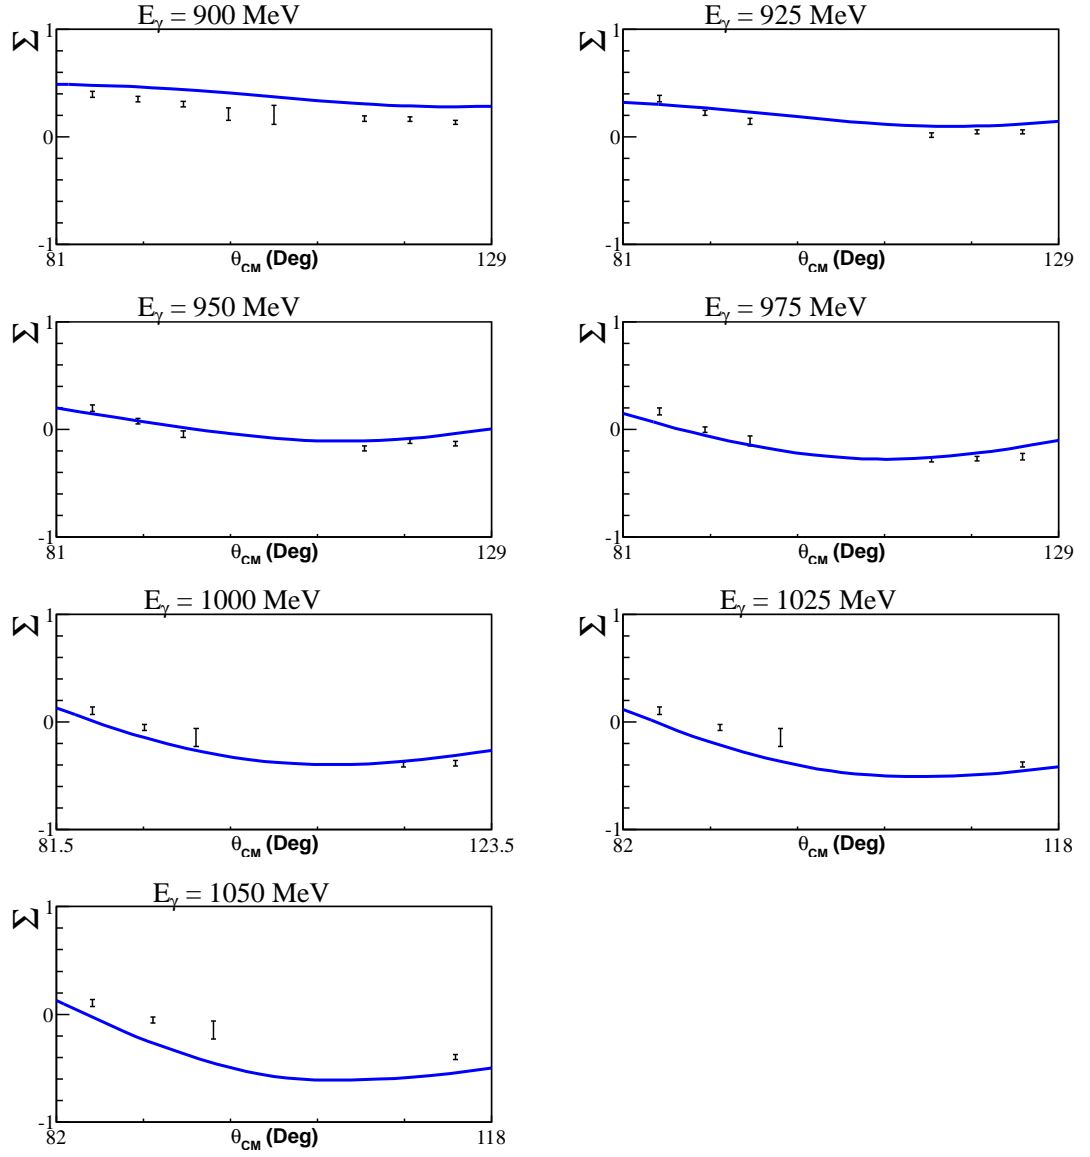 E_γ = 900 MeV
Σ
1
0
-1
81
θ_CM (Deg)
129
E_γ = 925 MeV
Σ
1
0
-1
81
θ_CM (Deg)
129
E_γ = 950 MeV
Σ
1
0
-1
81
θ_CM (Deg)
129
E_γ = 975 MeV
Σ
1
0
-1
81
θ_CM (Deg)
129
E_γ = 1000 MeV
Σ
1
0
-1
81.5
θ_CM (Deg)
123.5
E_γ = 1025 MeV
Σ
1
0
-1
82
θ_CM (Deg)
118
E_γ = 1050 MeV
Σ
1
0
-1
82
θ_CM (Deg)
118